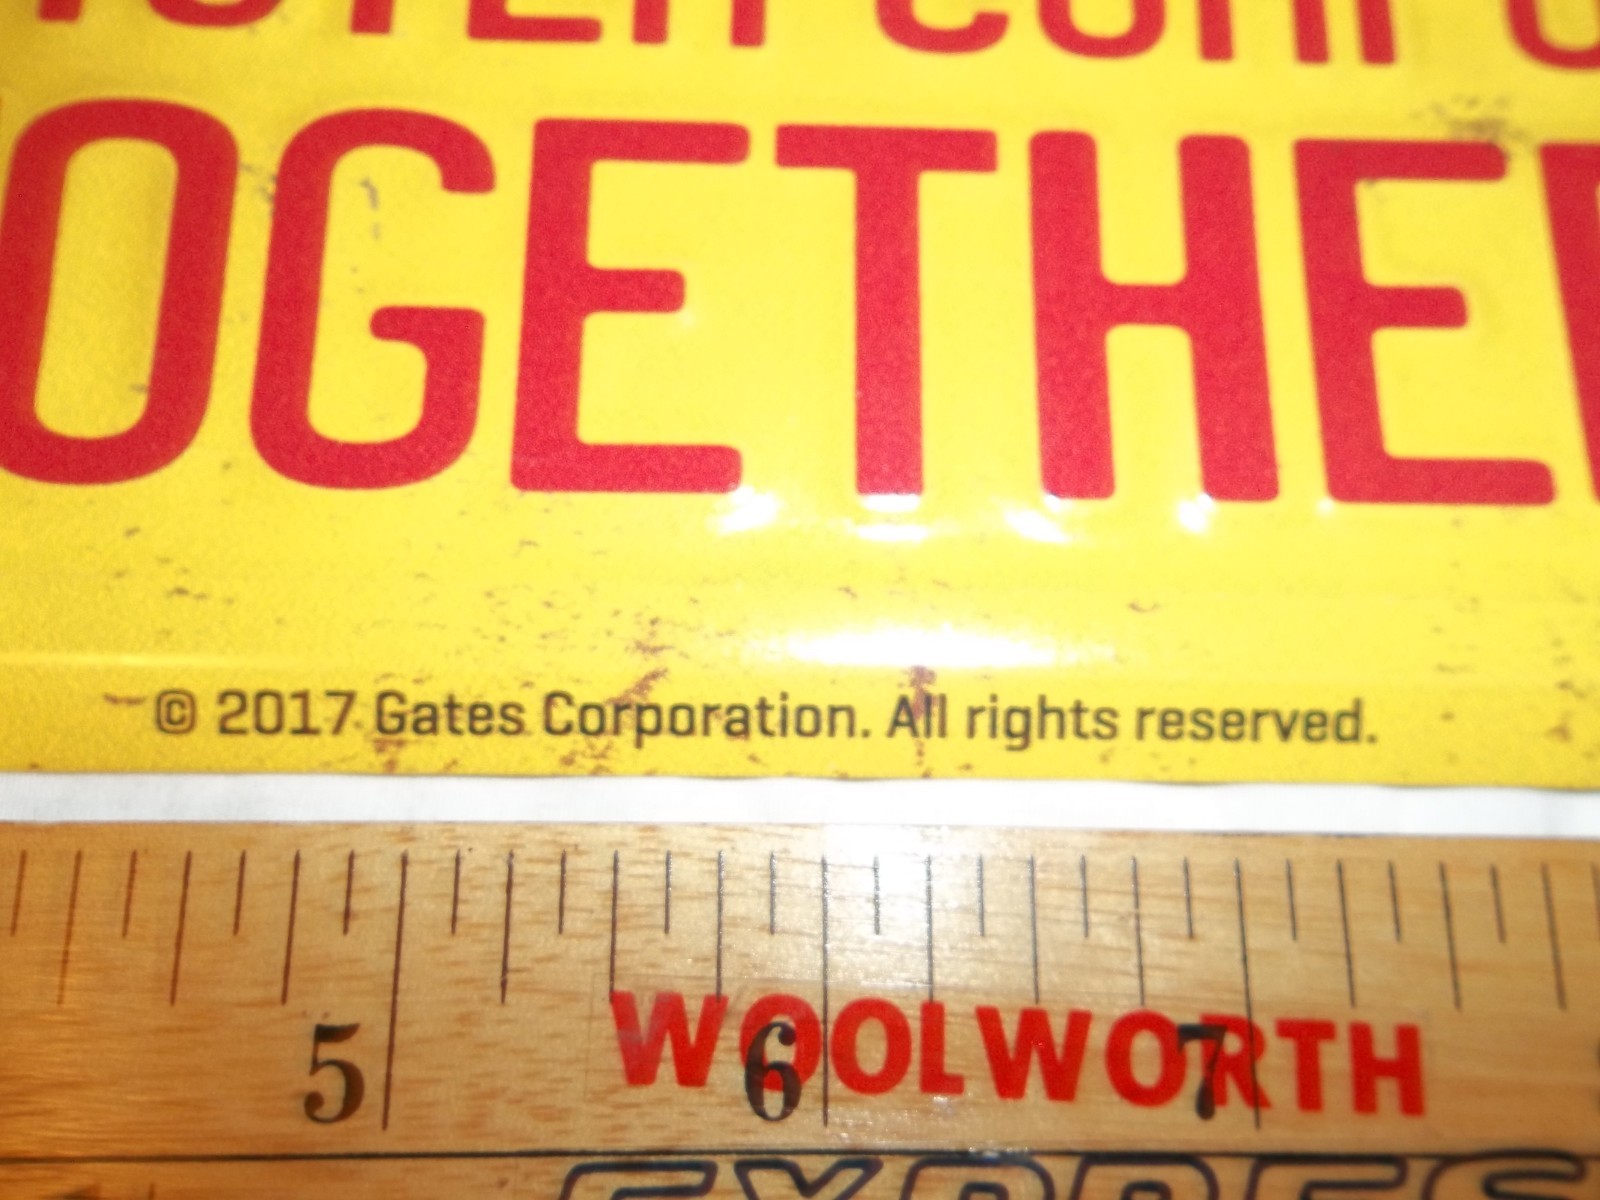 OGETHE
© 2017 Gates Corporation. All rights reserved.
5 6 7
WOOLWORTH